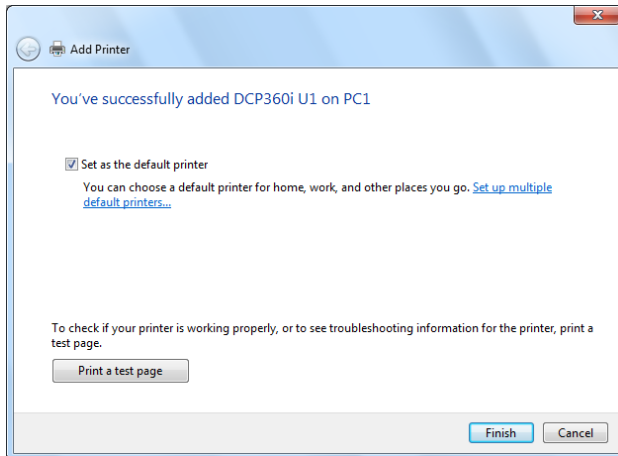 Add Printer
You've successfully added DCP360i U1 on PC1
Set as the default printer
You can choose a default printer for home, work, and other places you go. Set up multiple
default printers...
To check if your printer is working properly, or to see troubleshooting information for the printer, print a
test page.
Print a test page
Finish
Cancel